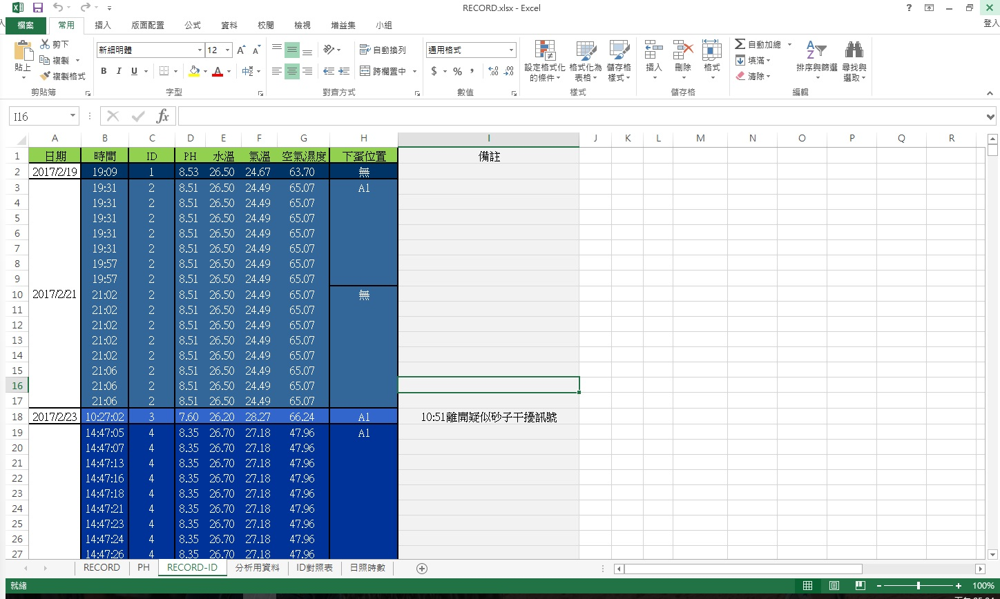 RECORD.xlsx - Excel
檔案 常用 插入 版面配置 公式 資料 校閱 檢視 增益集 小組 登入
貼上 剪下 複製 複製格式 剪貼簿
新細明體 12 B I U 字型
自動換列 跨欄置中 對齊方式
通用格式 $ % , 數值
設定格式化的條件 格式化為表格 儲存格樣式 樣式
插入 刪除 格式 儲存格
自動加總 填滿 清除 排序與篩選 尋找與選取 編輯
I16 fx
A B C D E F G H I J K L M N O P Q R
1 日期 時間 ID PH 水溫 氣溫 空氣濕度 下蛋位置 備註
2 2017/2/19 19:09 1 8.53 26.50 24.67 63.70 無
3 19:31 2 8.51 26.50 24.49 65.07 A1
4 19:31 2 8.51 26.50 24.49 65.07
5 19:31 2 8.51 26.50 24.49 65.07
6 19:31 2 8.51 26.50 24.49 65.07
7 19:31 2 8.51 26.50 24.49 65.07
8 19:57 2 8.51 26.50 24.49 65.07
9 19:57 2 8.51 26.50 24.49 65.07
10 2017/2/21 21:02 2 8.51 26.50 24.49 65.07 無
11 21:02 2 8.51 26.50 24.49 65.07
12 21:02 2 8.51 26.50 24.49 65.07
13 21:02 2 8.51 26.50 24.49 65.07
14 21:02 2 8.51 26.50 24.49 65.07
15 21:06 2 8.51 26.50 24.49 65.07
16 21:06 2 8.51 26.50 24.49 65.07
17 21:06 2 8.51 26.50 24.49 65.07
18 2017/2/23 10:27:02 3 7.60 26.20 28.27 66.24 A1 10:51離開疑似砂子干擾訊號
19 14:47:05 4 8.35 26.70 27.18 47.96 A1
20 14:47:07 4 8.35 26.70 27.18 47.96
21 14:47:13 4 8.35 26.70 27.18 47.96
22 14:47:16 4 8.35 26.70 27.18 47.96
23 14:47:18 4 8.35 26.70 27.18 47.96
24 14:47:21 4 8.35 26.70 27.18 47.96
25 14:47:23 4 8.35 26.70 27.18 47.96
26 14:47:24 4 8.35 26.70 27.18 47.96
27 14:47:26 4 8.35 26.70 27.18 47.96
RECORD PH RECORD-ID 分析用資料 ID對照表 日照時數
就緒 100%